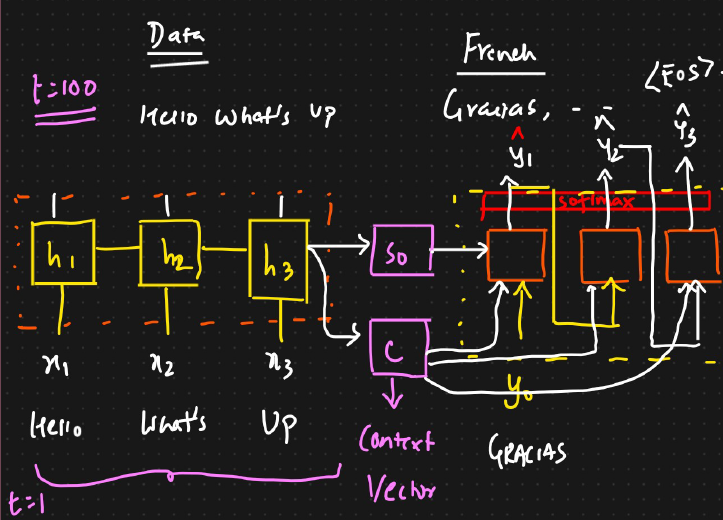 Data
t=100
Hello What's Up
French
Gracias, - -
<EOS>
ŷ1
ŷ2
ŷ3
softmax
h1
h2
h3
S0
C
x1
x2
x3
y0
Hello
What's
Up
Context
Vector
GRACIAS
t=1